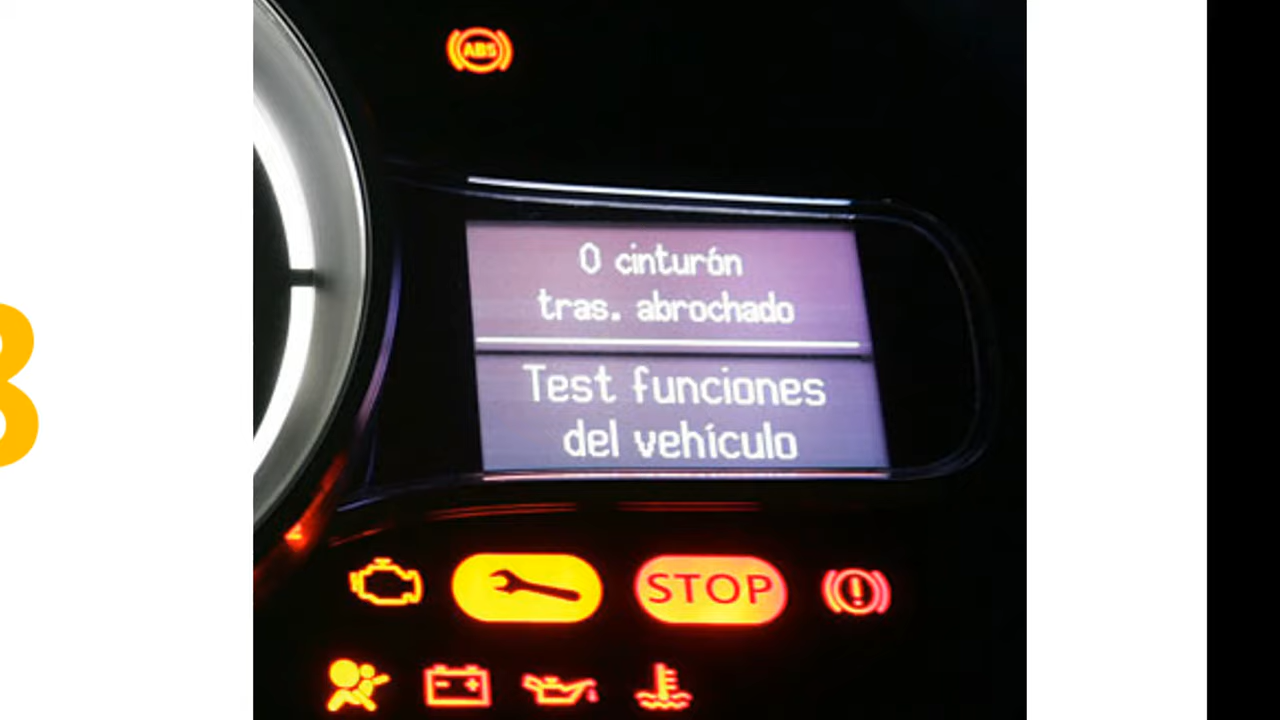 ABS
0 cinturón
tras. abrochado
Test funciones
del vehículo
STOP